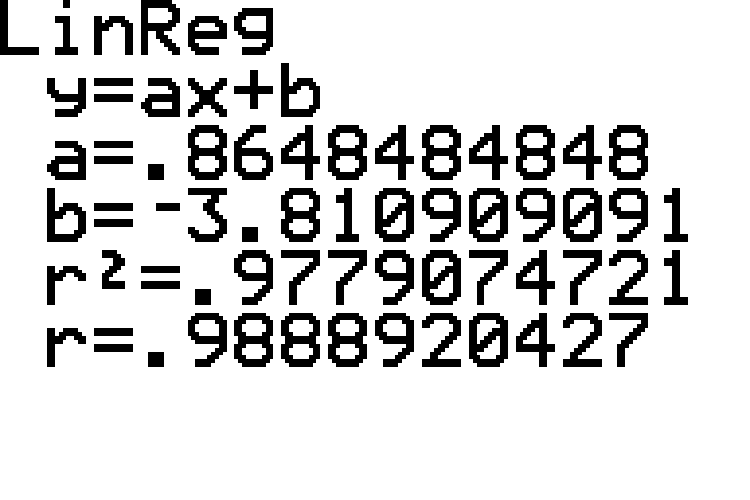 LinReg
y=ax+b
a=.8648484848
b=-3.810909091
r²=.9779074721
r=.9888920427